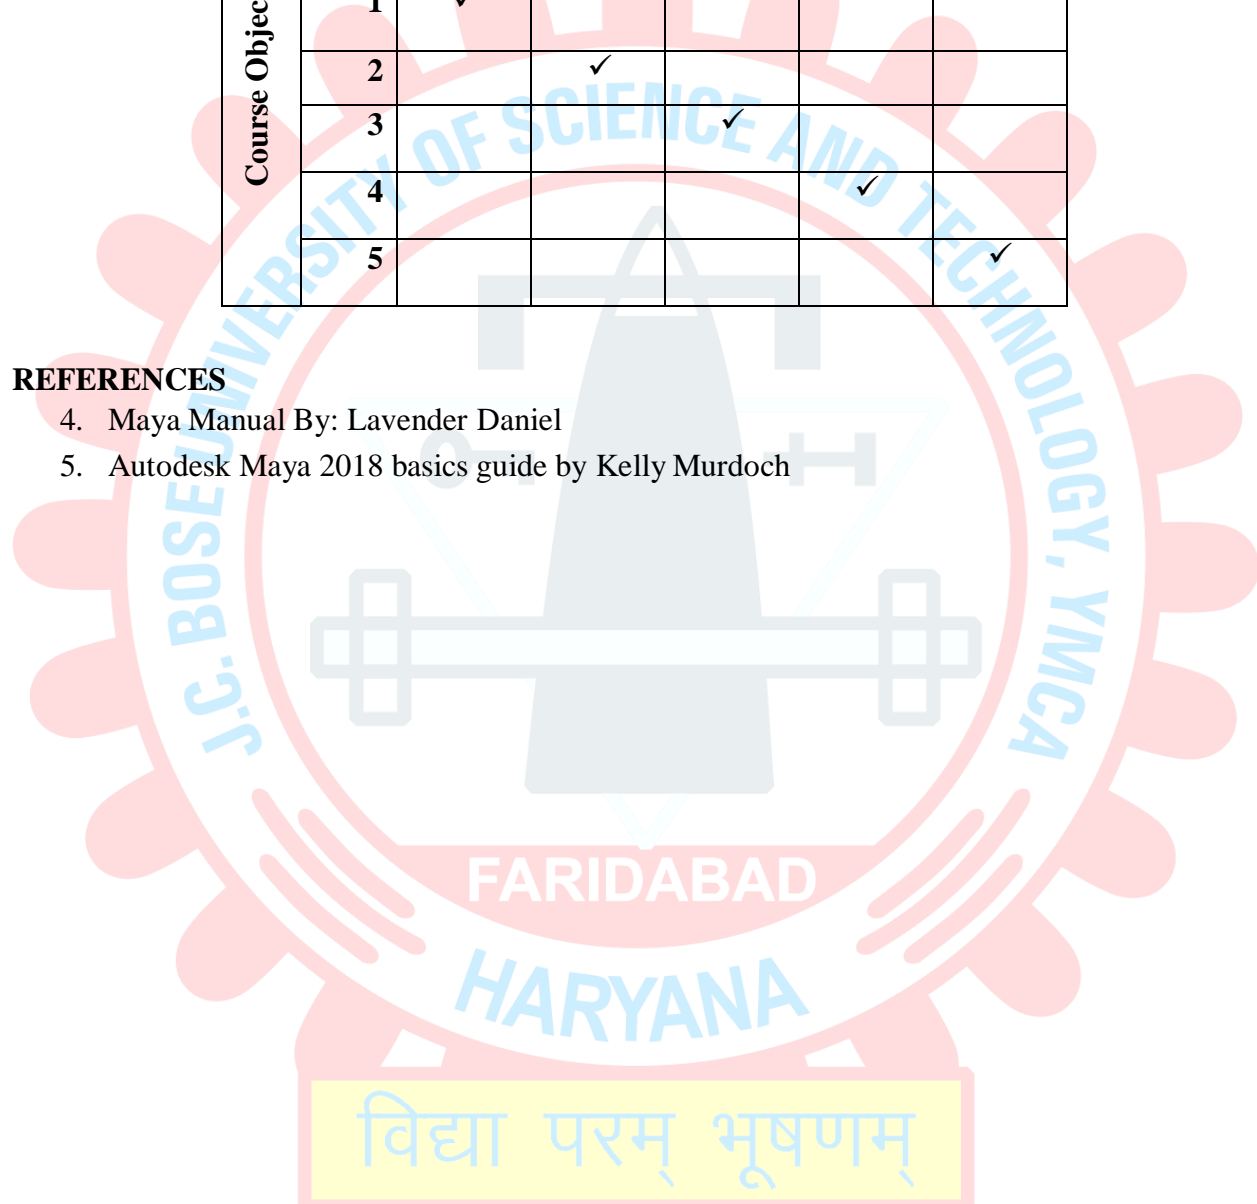 Course Objec
1 ✓
2 ✓
3 ✓
4 ✓
5 ✓
REFERENCES
4. Maya Manual By: Lavender Daniel
5. Autodesk Maya 2018 basics guide by Kelly Murdoch
J.C. BOSE UNIVERSITY OF SCIENCE AND TECHNOLOGY, YMCA
FARIDABAD
HARYANA
विद्या परम् भूषणम्